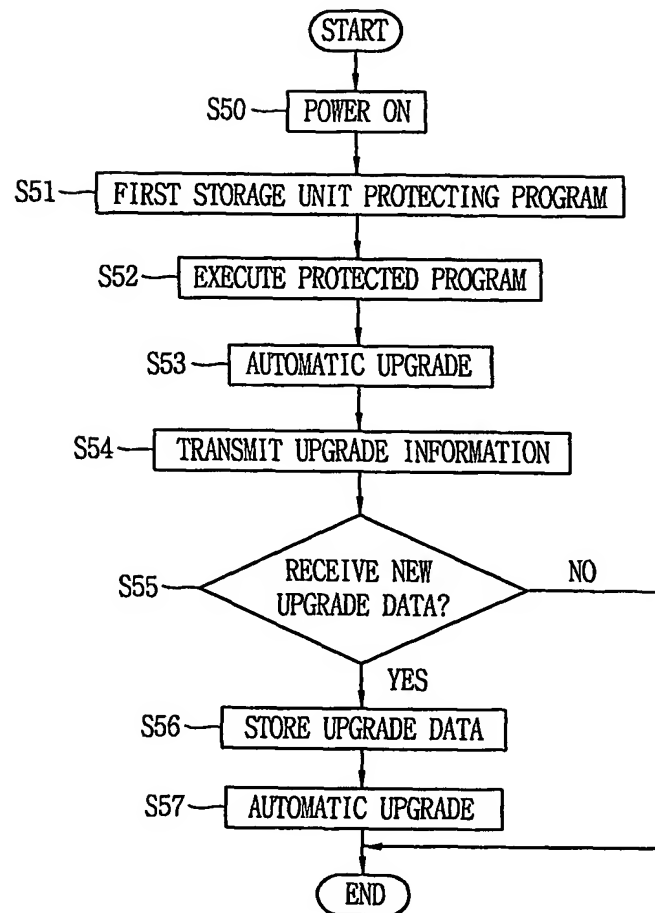 START
S50
POWER ON
S51
FIRST STORAGE UNIT PROTECTING PROGRAM
S52
EXECUTE PROTECTED PROGRAM
S53
AUTOMATIC UPGRADE
S54
TRANSMIT UPGRADE INFORMATION
S55
RECEIVE NEW
UPGRADE DATA?
NO
YES
S56
STORE UPGRADE DATA
S57
AUTOMATIC UPGRADE
END